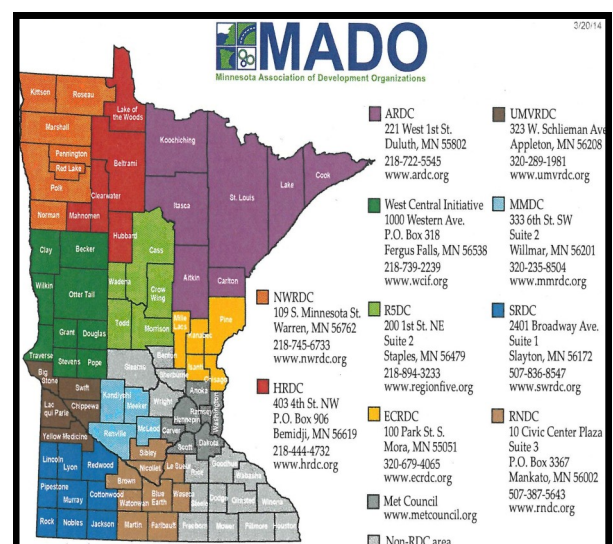 3/20/14
MADO
Minnesota Association of Development Organizations
Kittson
Roseau
Lake of
the Woods
Marshall
Koochiching
Pennington
Red Lake
Beltrami
Polk
Clearwater
Cook
Lake
St. Louis
Itasca
Norman
Mahnomen
Hubbard
Cass
Clay
Becker
Wadena
Crow
Wing
Aitkin
Carlton
Wilkin
Otter Tail
Todd
Morrison
Mille
Lacs
Kanabec
Pine
Grant
Douglas
Traverse
Stevens
Pope
Stearns
Benton
Sherburne
Isanti
Chisago
Big
Stone
Swift
Kandiyohi
Meeker
Wright
Anoka
Ramsey
Hennepin
Washington
Lac
qui Parle
Chippewa
Renville
McLeod
Carver
Scott
Dakota
Yellow Medicine
Sibley
Lincoln
Lyon
Redwood
Nicollet
Le Sueur
Rice
Goodhue
Wabasha
Brown
Pipestone
Murray
Cottonwood
Watonwan
Blue
Earth
Waseca
Steele
Dodge
Olmsted
Winona
Rock
Nobles
Jackson
Martin
Faribault
Freeborn
Mower
Fillmore
Houston
ARDC
221 West 1st St.
Duluth, MN 55802
218-722-5545
www.ardc.org
UMVRDC
323 W. Schlieman Ave
Appleton, MN 56208
320-289-1981
www.umvrdc.org
West Central Initiative
1000 Western Ave.
P.O. Box 318
Fergus Falls, MN 56538
218-739-2239
www.wcif.org
MMDC
333 6th St. SW
Suite 2
Willmar, MN 56201
320-235-8504
www.mmrdc.org
NWRDC
109 S. Minnesota St.
Warren, MN 56762
218-745-6733
www.nwrdc.org
R5DC
200 1st St. NE
Suite 2
Staples, MN 56479
218-894-3233
www.regionfive.org
SRDC
2401 Broadway Ave.
Suite 1
Slayton, MN 56172
507-836-8547
www.swrdc.org
HRDC
403 4th St. NW
P.O. Box 906
Bemidji, MN 56619
218-444-4732
www.hrdc.org
ECRDC
100 Park St. S.
Mora, MN 55051
320-679-4065
www.ecrdc.org
RNDC
10 Civic Center Plaza
Suite 3
P.O. Box 3367
Mankato, MN 56002
507-387-5643
www.rndc.org
Met Council
www.metcouncil.org
Non-RDC area